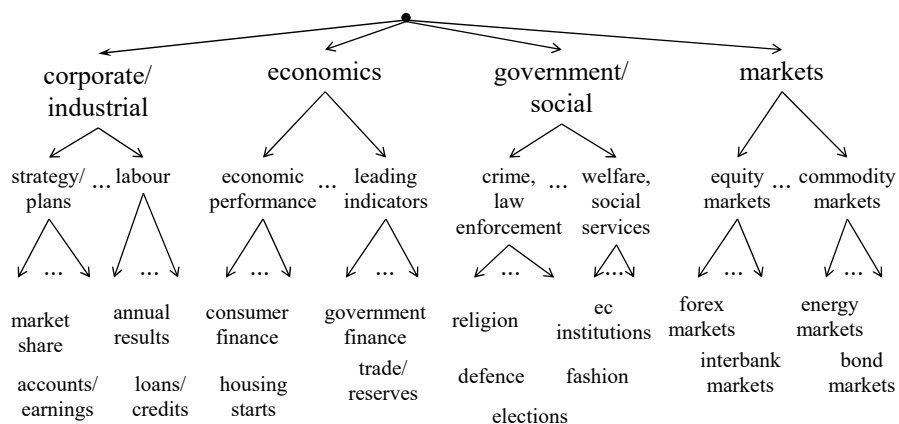 corporate/
industrial
economics
government/
social
markets
strategy/
plans
...
labour
economic
performance
...
leading
indicators
crime,
law
enforcement
...
welfare,
social
services
equity
markets
...
commodity
markets
...
...
...
...
...
...
...
...
market
share
annual
results
consumer
finance
government
finance
religion
ec
institutions
forex
markets
energy
markets
accounts/
earnings
loans/
credits
housing
starts
trade/
reserves
defence
fashion
interbank
markets
bond
markets
elections